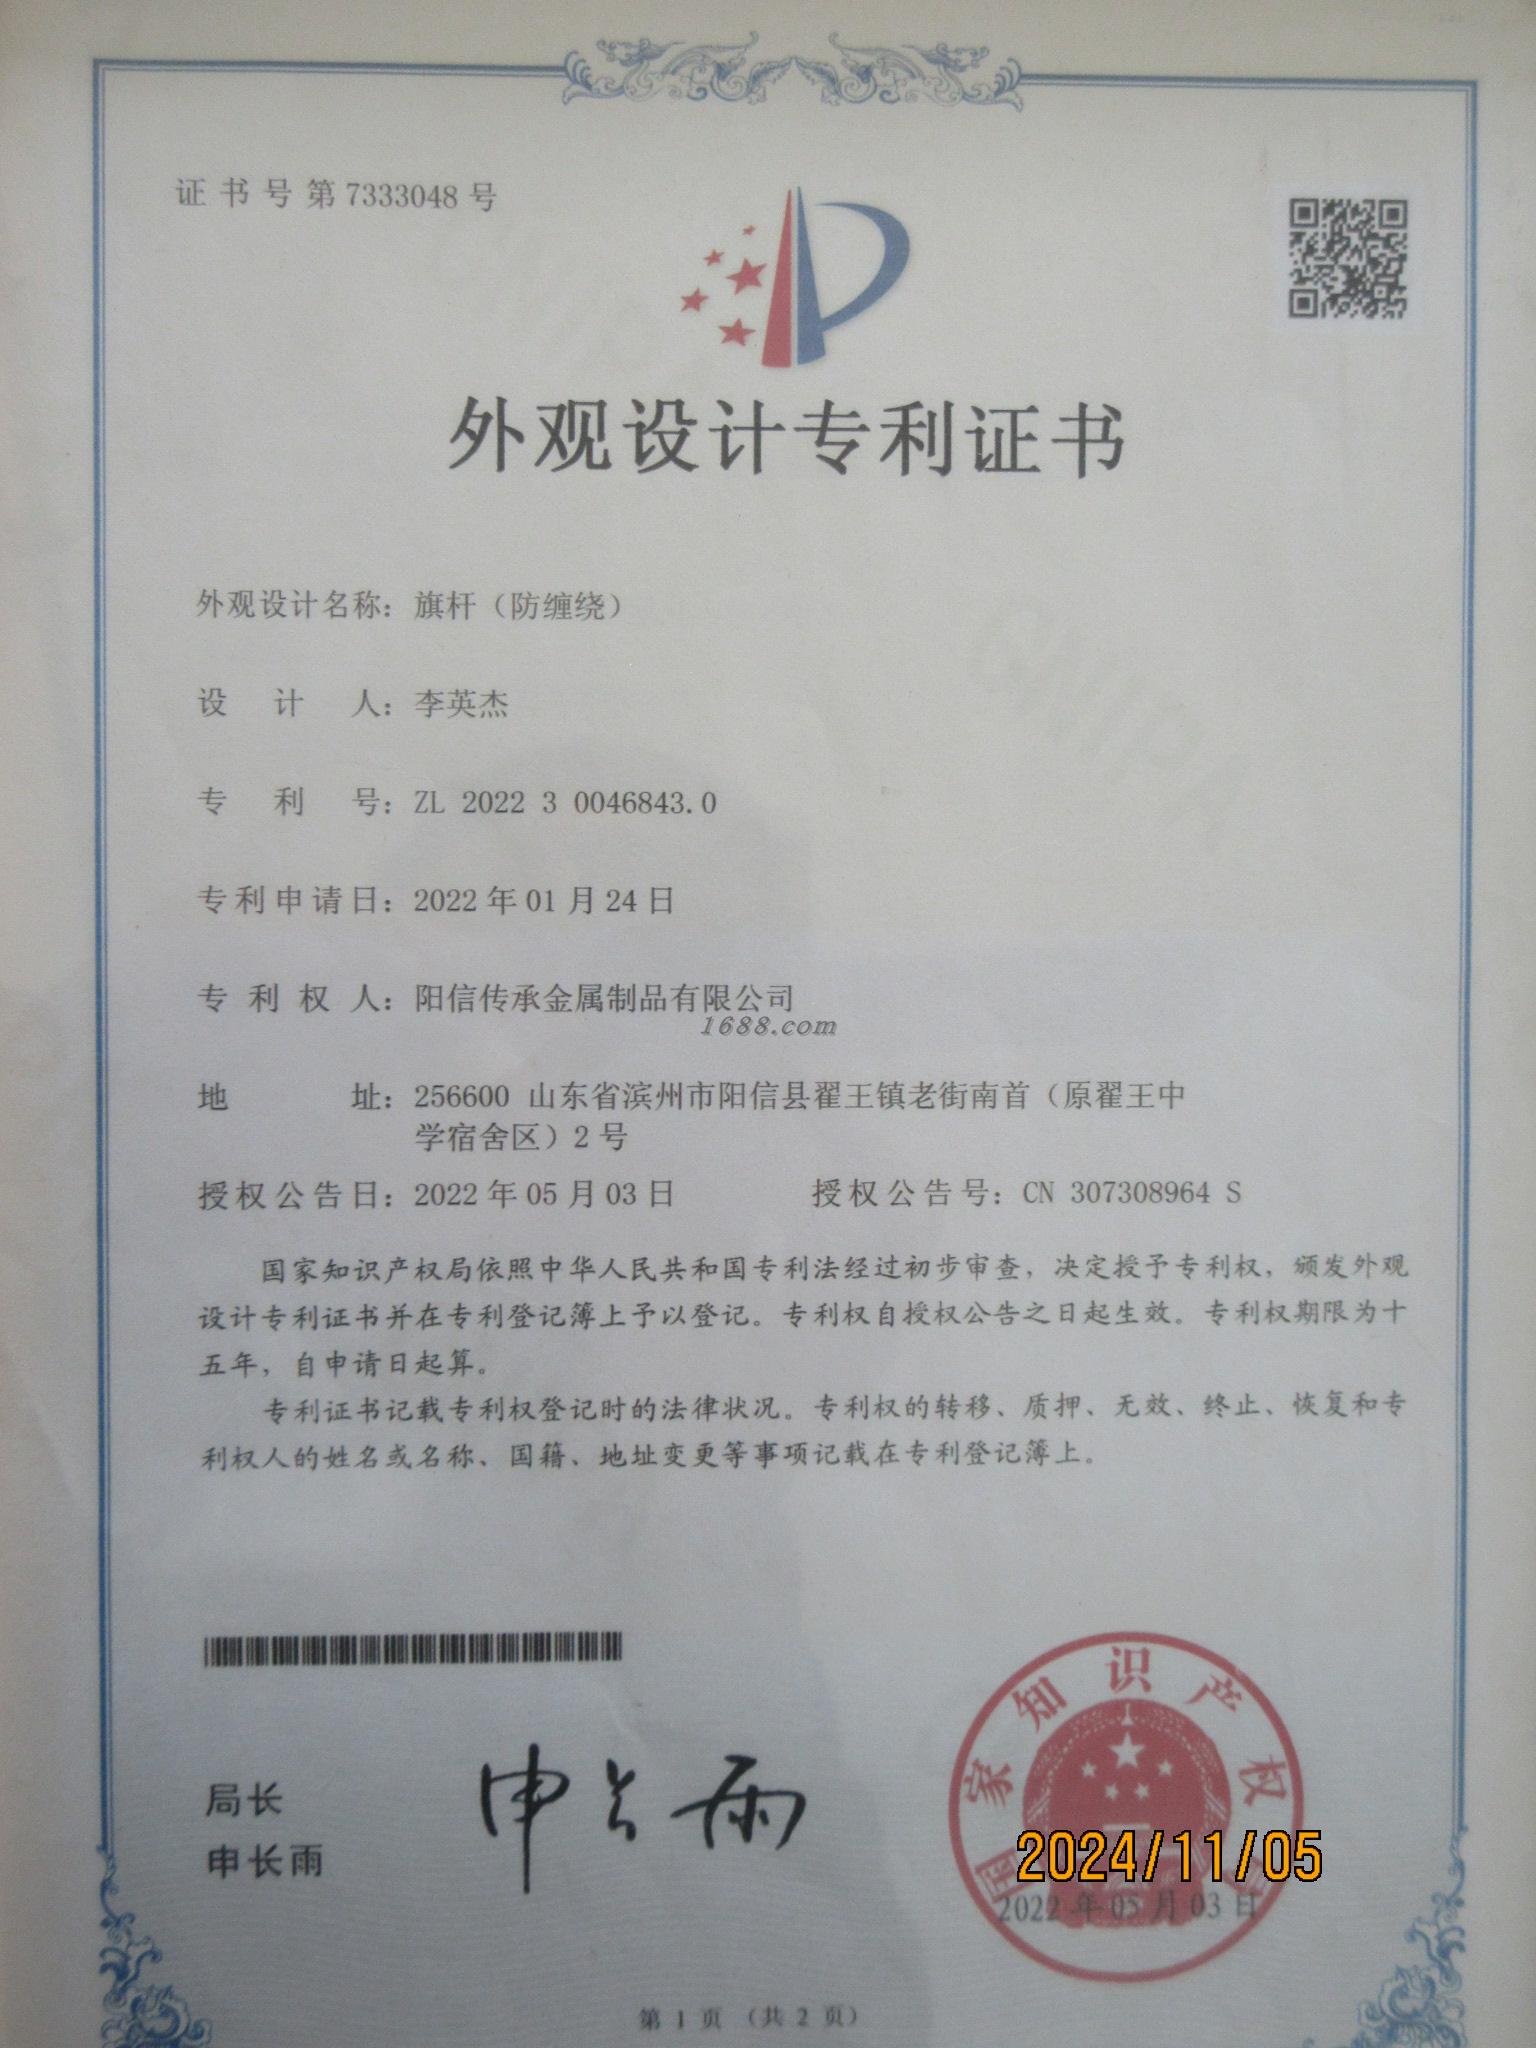 证书号第7333048号
外观设计专利证书
外观设计名称：旗杆（防缠绕）
设计人：李英杰
专利号：ZL 2022 3 0046843.0
专利申请日：2022年01月24日
专利权人：阳信传承金属制品有限公司
1688.com
地址：256600 山东省滨州市阳信县翟王镇老街南首（原翟王中
学宿舍区）2号
授权公告日：2022年05月03日 授权公告号：CN 307308964 S
国家知识产权局依照中华人民共和国专利法经过初步审查，决定授予专利权，颁发外观
设计专利证书并在专利登记簿上予以登记。专利权自授权公告之日起生效。专利权期限为十
五年，自申请日起算。
专利证书记载专利权登记时的法律状况。专利权的转移、质押、无效、终止、恢复和专
利权人的姓名或名称、国籍、地址变更等事项记载在专利登记簿上。
局长
申长雨
申长雨
国家知识产权局
2024/11/05
2022年05月03日
第 1 页 （共 2 页）